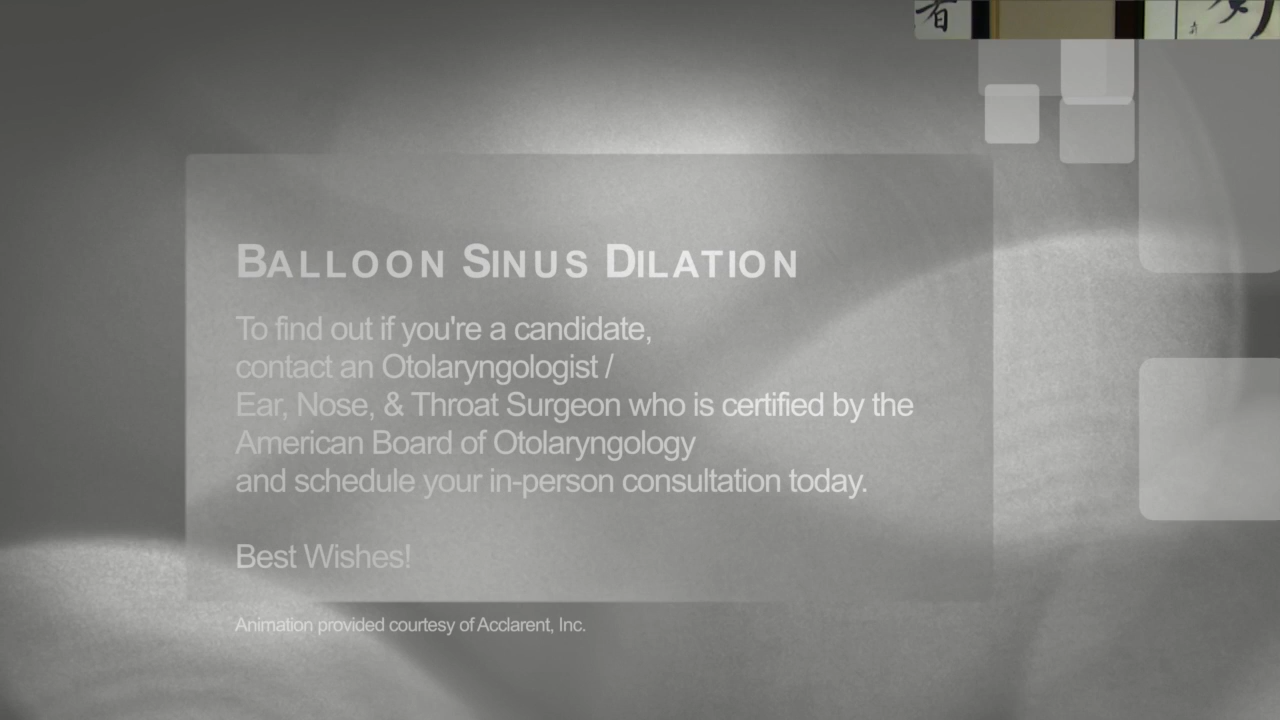 BALLOON SINUS DILATION
To find out if you're a candidate,
contact an Otolaryngologist /
Ear, Nose, & Throat Surgeon who is certified by the
American Board of Otolaryngology
and schedule your in-person consultation today.
Best Wishes!
Animation provided courtesy of Acclarent, Inc.